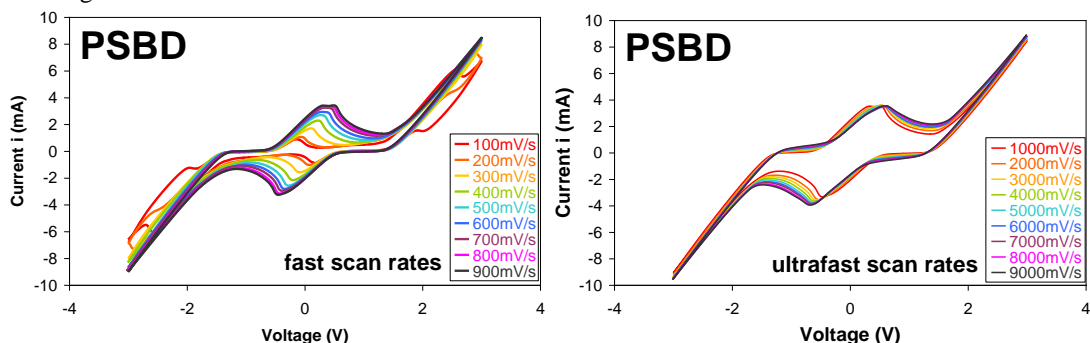 PSBD
10
8
6
4
2
0
-2
-4
-6
-8
-10
Current i (mA)
100mV/s
200mV/s
300mV/s
400mV/s
500mV/s
600mV/s
700mV/s
800mV/s
900mV/s
fast scan rates
-4
-2
0
2
4
Voltage (V)
PSBD
10
8
6
4
2
0
-2
-4
-6
-8
-10
Current i (mA)
1000mV/s
2000mV/s
3000mV/s
4000mV/s
5000mV/s
6000mV/s
7000mV/s
8000mV/s
9000mV/s
ultrafast scan rates
-4
-2
0
2
4
Voltage (V)